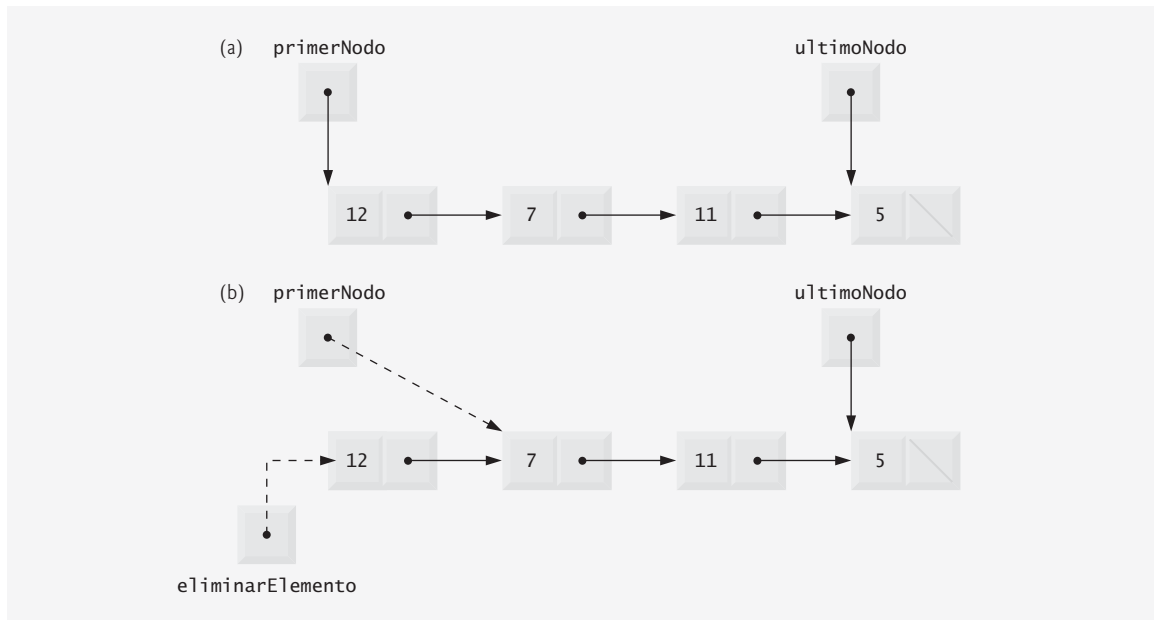 (a) primerNodo ultimoNodo
12 7 11 5
(b) primerNodo ultimoNodo
12 7 11 5
eliminarElemento